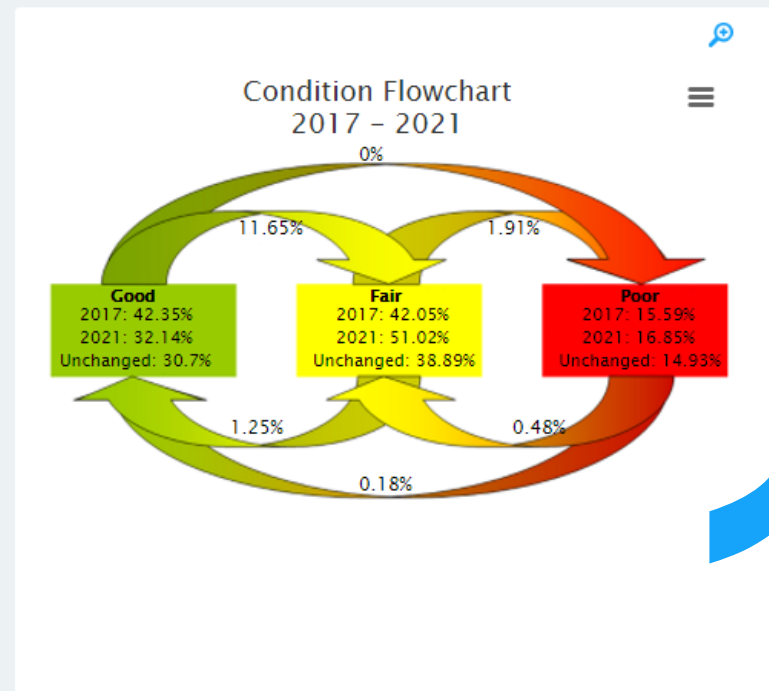 Condition Flowchart
2017 – 2021
0%
11.65%
1.91%
Good
2017: 42.35%
2021: 32.14%
Unchanged: 30.7%
Fair
2017: 42.05%
2021: 51.02%
Unchanged: 38.89%
Poor
2017: 15.59%
2021: 16.85%
Unchanged: 14.93%
1.25%
0.48%
0.18%